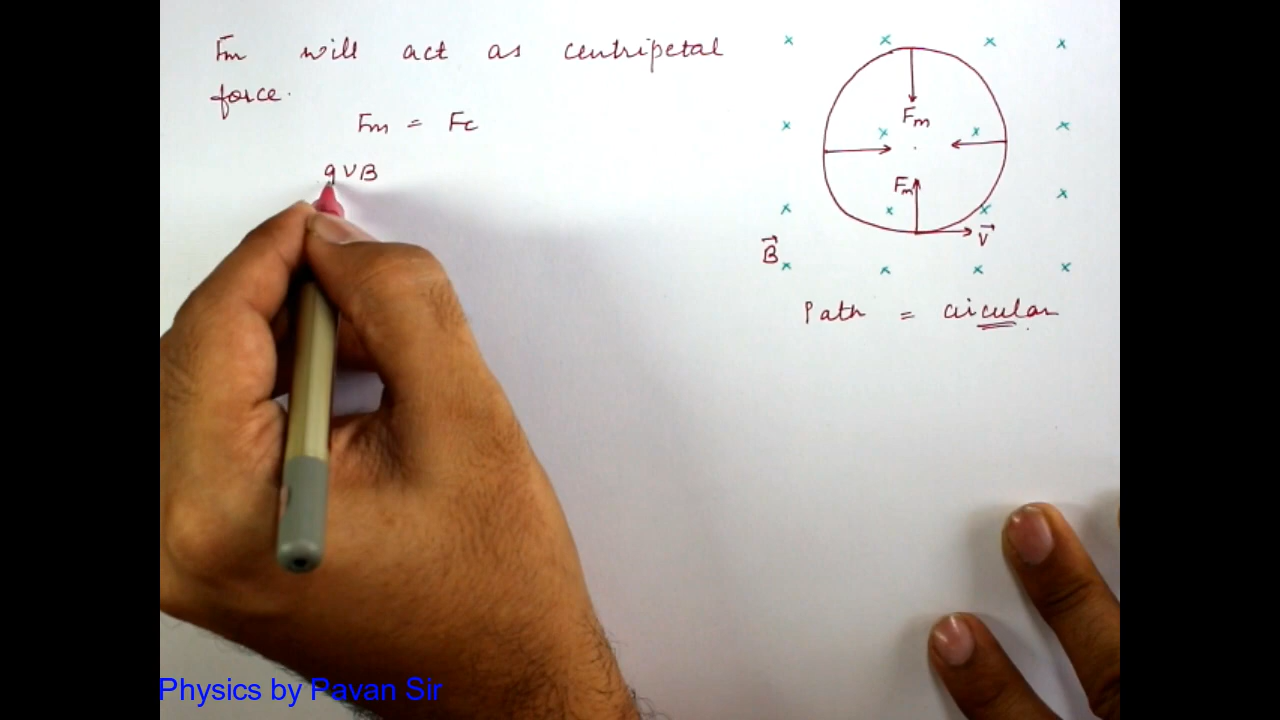 Fm will act as centripetal
force.
Fm = Fc
qVB
Fm
Fm
V
B
Path = circular
Physics by Pavan Sir